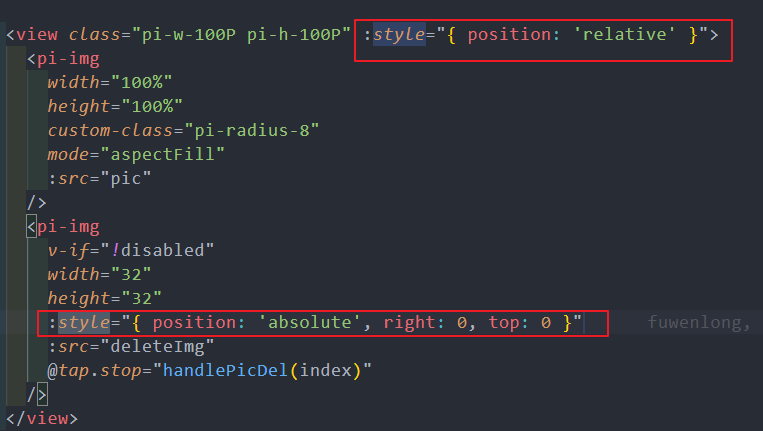 <view class="pi-w-100P pi-h-100P" :style="{ position: 'relative' }">
<pi-img
width="100%"
height="100%"
custom-class="pi-radius-8"
mode="aspectFill"
:src="pic"
/>
<pi-img
v-if="!disabled"
width="32"
height="32"
:style="{ position: 'absolute', right: 0, top: 0 }" fuwenlong,
:src="deleteImg"
@tap.stop="handlePicDel(index)"
/>
</view>